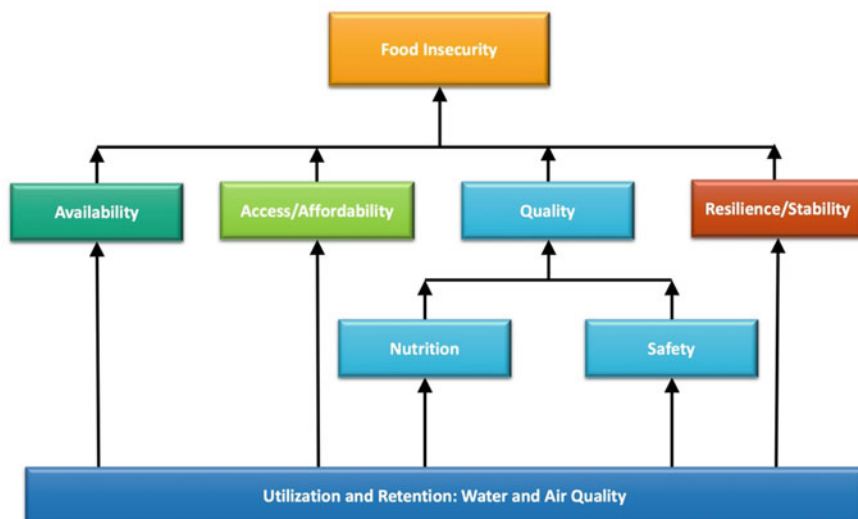 Food Insecurity
Availability
Access/Affordability
Quality
Resilience/Stability
Nutrition
Safety
Utilization and Retention: Water and Air Quality